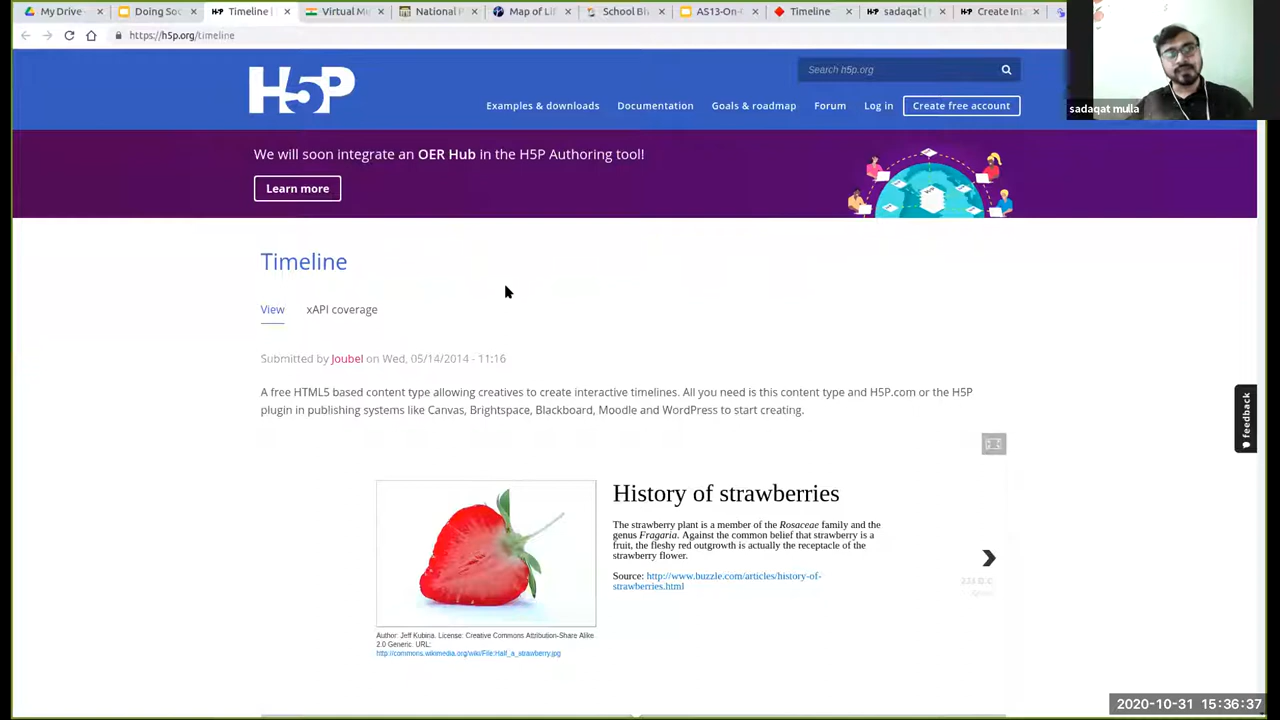 My Drive
Doing Soc
Timeline |
Virtual M
National P
Map of Li
School B
AS13-On-
Timeline
sadaqat |
Create In
https://h5p.org/timeline
H5P
Search h5p.org
Examples & downloads
Documentation
Goals & roadmap
Forum
Log in
Create free account
sadaqat mulla
We will soon integrate an OER Hub in the H5P Authoring tool!
Learn more
Timeline
View
xAPI coverage
Submitted by Joubel on Wed, 05/14/2014 - 11:16
A free HTML5 based content type allowing creatives to create interactive timelines. All you need is this content type and H5P.com or the H5P
plugin in publishing systems like Canvas, Brightspace, Blackboard, Moodle and WordPress to start creating.
feedback
History of strawberries
The strawberry plant is a member of the Rosaceae family and the
genus Fragaria. Against the common belief that strawberry is a
fruit, the fleshy red outgrowth is actually the receptacle of the
strawberry flower.
Source: http://www.buzzle.com/articles/history-of-
strawberries.html
Author: Jeff Kubina. License: Creative Commons Attribution-Share Alike
2.0 Generic. URL:
http://commons.wikimedia.org/wiki/File:Half_a_strawberry.jpg
2020-10-31 15:36:37